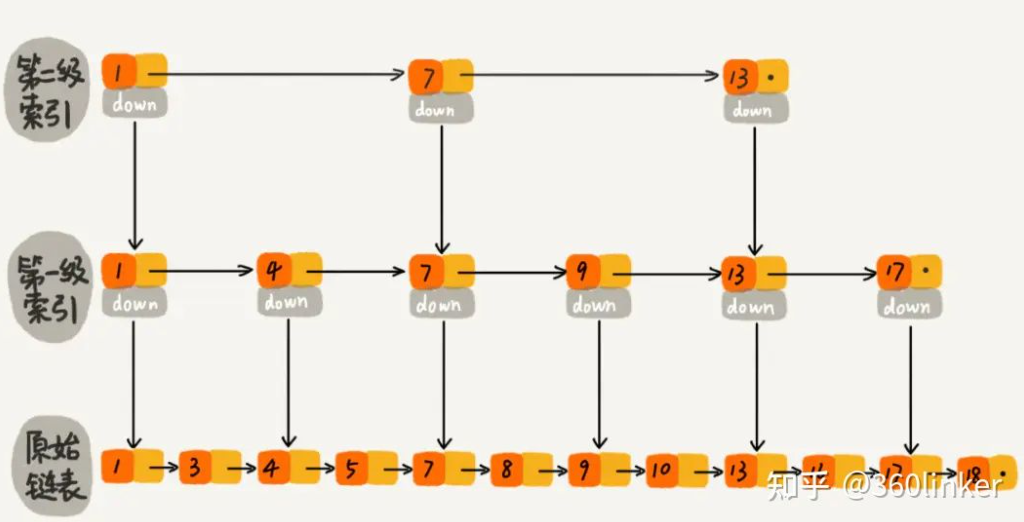 第二级
索引
1 7 13
down down down
第一级
索引
1 4 7 9 13 17
down down down down down down
原始
链表
1 3 4 5 7 8 9 10 13 17 18
知乎 @360linker